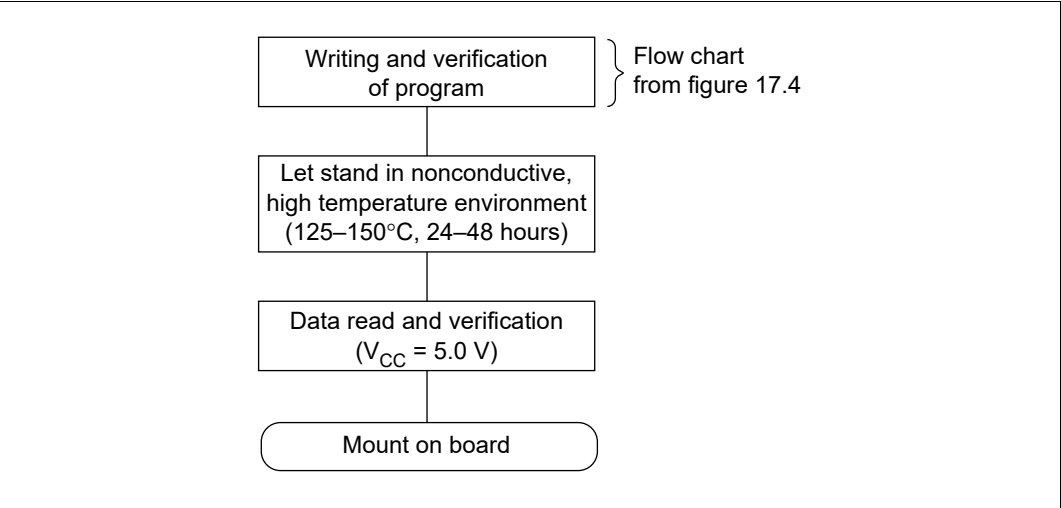 Writing and verification
of program
Flow chart
from figure 17.4
Let stand in nonconductive,
high temperature environment
(125–150°C, 24–48 hours)
Data read and verification
(VCC = 5.0 V)
Mount on board